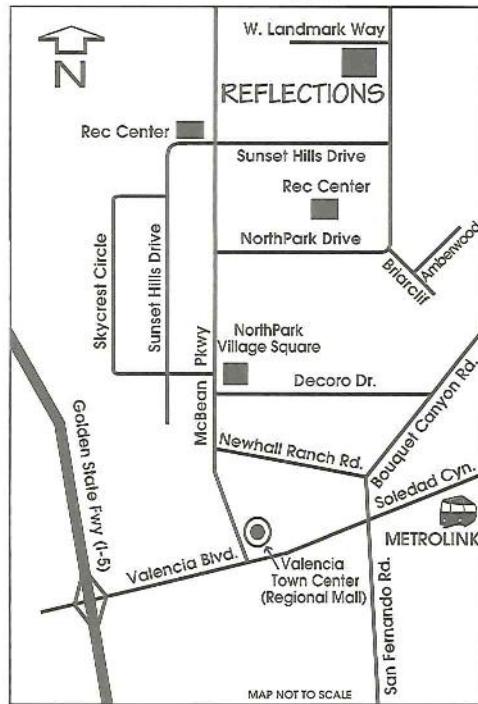 W. Landmark Way
N
REFLECTIONS
Rec Center
Sunset Hills Drive
Rec Center
NorthPark Drive
Amberwood
Briarclif
Skycrest Circle
Sunset Hills Drive
McBean Pkwy
NorthPark
Village Square
Decoro Dr.
Bouquet Canyon Rd.
Newhall Ranch Rd.
Golden State Fwy (I-5)
Soledad Cyn.
METROLINK
Valencia Blvd.
Valencia
Town Center
(Regional Mall)
San Fernando Rd.
MAP NOT TO SCALE